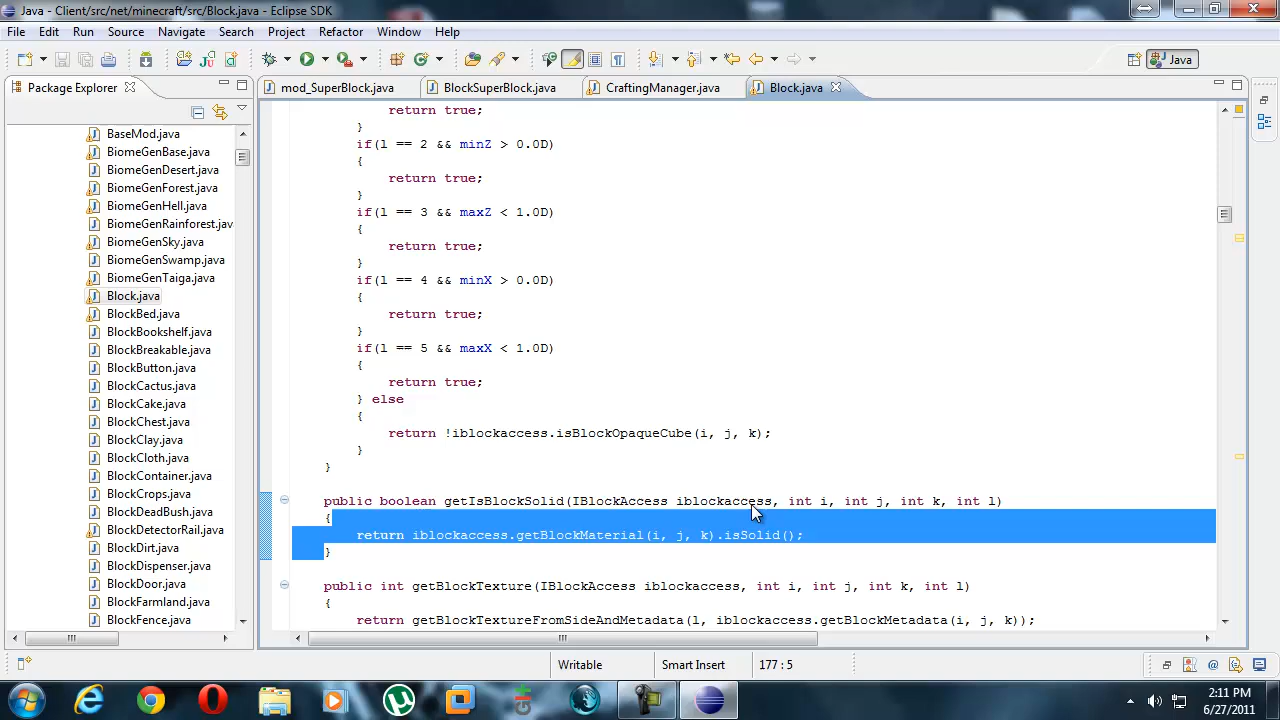 Java - Client/src/net/minecraft/src/Block.java - Eclipse SDK
File Edit Run Source Navigate Search Project Refactor Window Help
Java
Package Explorer
mod_SuperBlock.java BlockSuperBlock.java CraftingManager.java Block.java
BaseMod.java
BiomeGenBase.java
BiomeGenDesert.java
BiomeGenForest.java
BiomeGenHell.java
BiomeGenRainforest.jav
BiomeGenSky.java
BiomeGenSwamp.java
BiomeGenTaiga.java
Block.java
BlockBed.java
BlockBookshelf.java
BlockBreakable.java
BlockButton.java
BlockCactus.java
BlockCake.java
BlockChest.java
BlockClay.java
BlockCloth.java
BlockContainer.java
BlockCrops.java
BlockDeadBush.java
BlockDetectorRail.java
BlockDirt.java
BlockDispenser.java
BlockDoor.java
BlockFarmland.java
BlockFence.java
return true;
}
if(l == 2 && minZ > 0.0D)
{
return true;
}
if(l == 3 && maxZ < 1.0D)
{
return true;
}
if(l == 4 && minX > 0.0D)
{
return true;
}
if(l == 5 && maxX < 1.0D)
{
return true;
} else
{
return !iblockaccess.isBlockOpaqueCube(i, j, k);
}
}
public boolean getIsBlockSolid(IBlockAccess iblockaccess, int i, int j, int k, int l)
{
return iblockaccess.getBlockMaterial(i, j, k).isSolid();
}
public int getBlockTexture(IBlockAccess iblockaccess, int i, int j, int k, int l)
{
return getBlockTextureFromSideAndMetadata(l, iblockaccess.getBlockMetadata(i, j, k));
Writable Smart Insert 177 : 5
2:11 PM
6/27/2011